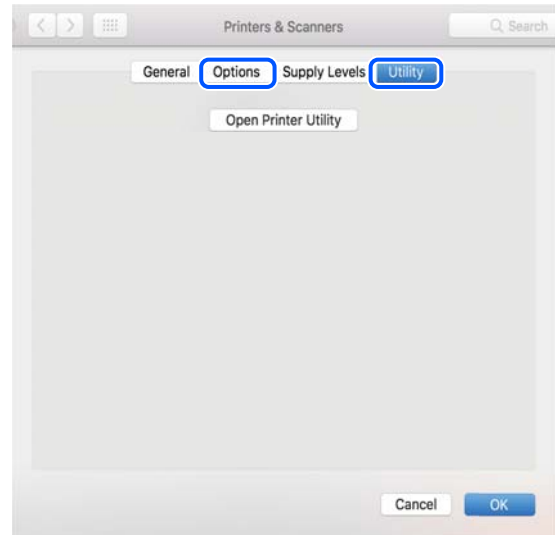 Printers & Scanners Search
General Options Supply Levels Utility
Open Printer Utility
Cancel OK